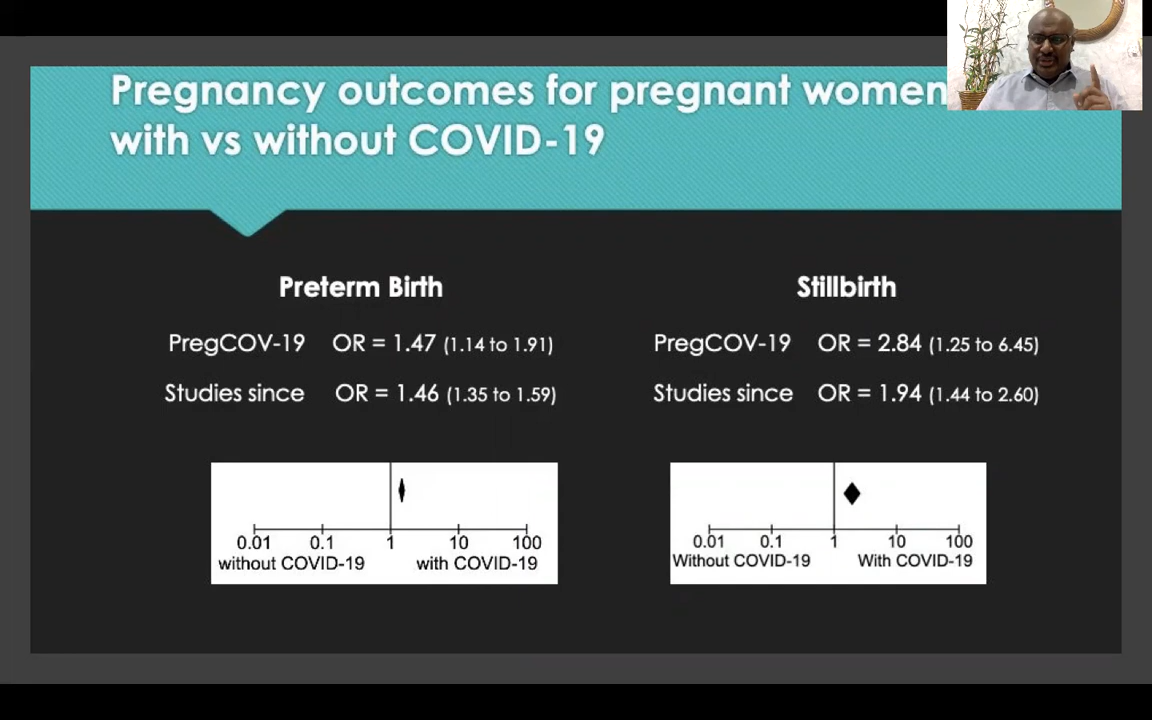 Pregnancy outcomes for pregnant women
with vs without COVID-19
Preterm Birth
PregCOV-19 OR = 1.47 (1.14 to 1.91)
Studies since OR = 1.46 (1.35 to 1.59)
0.01 0.1 1 10 100
without COVID-19 with COVID-19
Stillbirth
PregCOV-19 OR = 2.84 (1.25 to 6.45)
Studies since OR = 1.94 (1.44 to 2.60)
0.01 0.1 1 10 100
Without COVID-19 With COVID-19